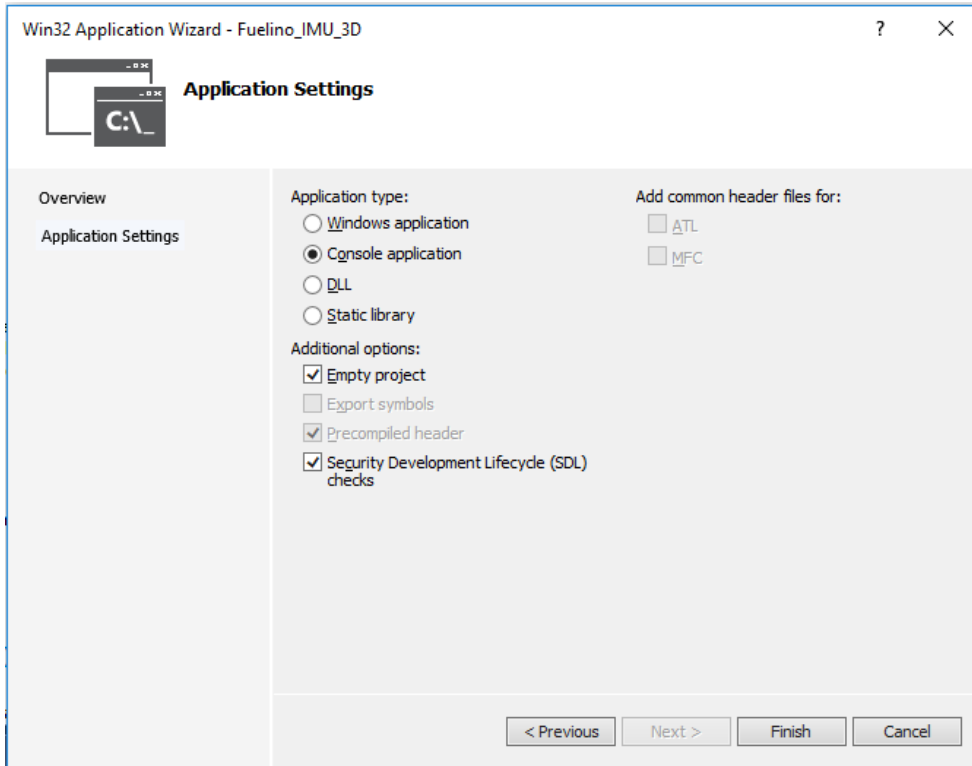 Win32 Application Wizard - Fuelino_IMU_3D
?
C:\_
Application Settings
Overview
Application Settings
Application type:
Windows application
Console application
DLL
Static library
Additional options:
Empty project
Export symbols
Precompiled header
Security Development Lifecycle (SDL)
checks
Add common header files for:
ATL
MFC
< Previous
Next >
Finish
Cancel